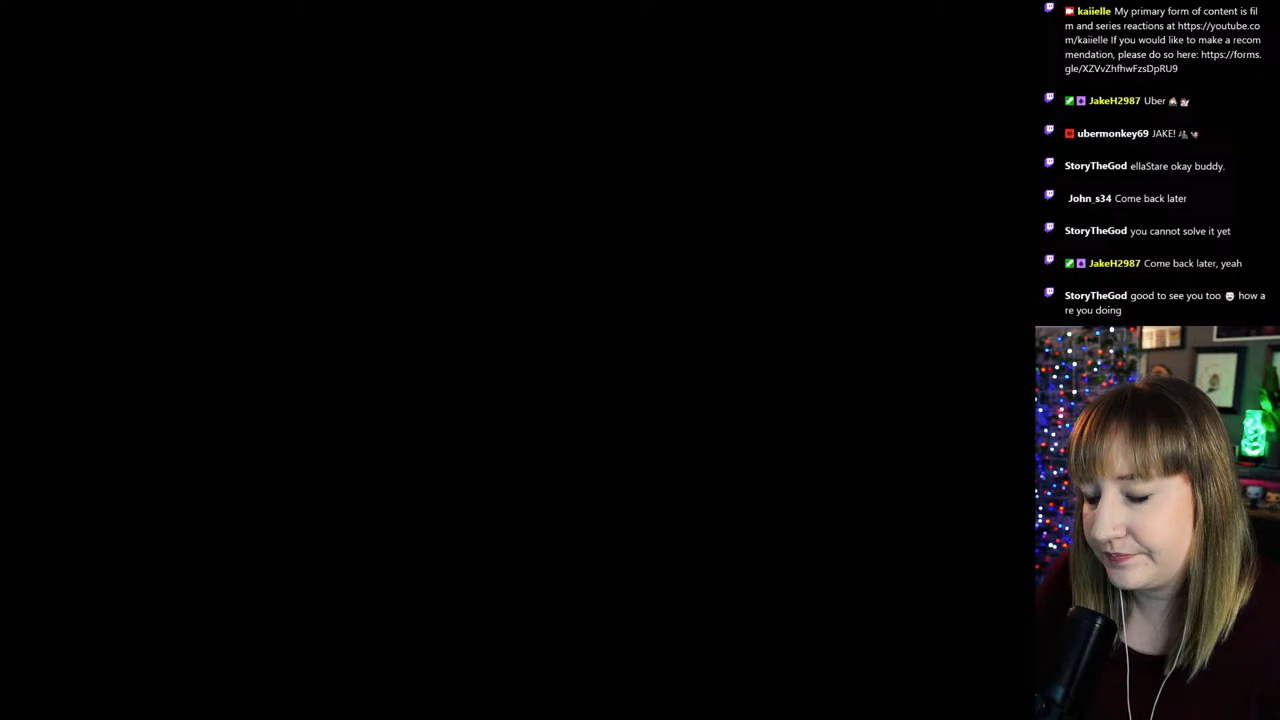 kaiielle My primary form of content is fil
m and series reactions at https://youtube.co
m/kaiielle If you would like to make a recom
mendation, please do so here: https://forms.
gle/XZVvZhfhwFzsDpRU9
JakeH2987 Uber
ubermonkey69 JAKE!
StoryTheGod ellaStare okay buddy.
John_s34 Come back later
StoryTheGod you cannot solve it yet
JakeH2987 Come back later, yeah
StoryTheGod good to see you too how a
re you doing